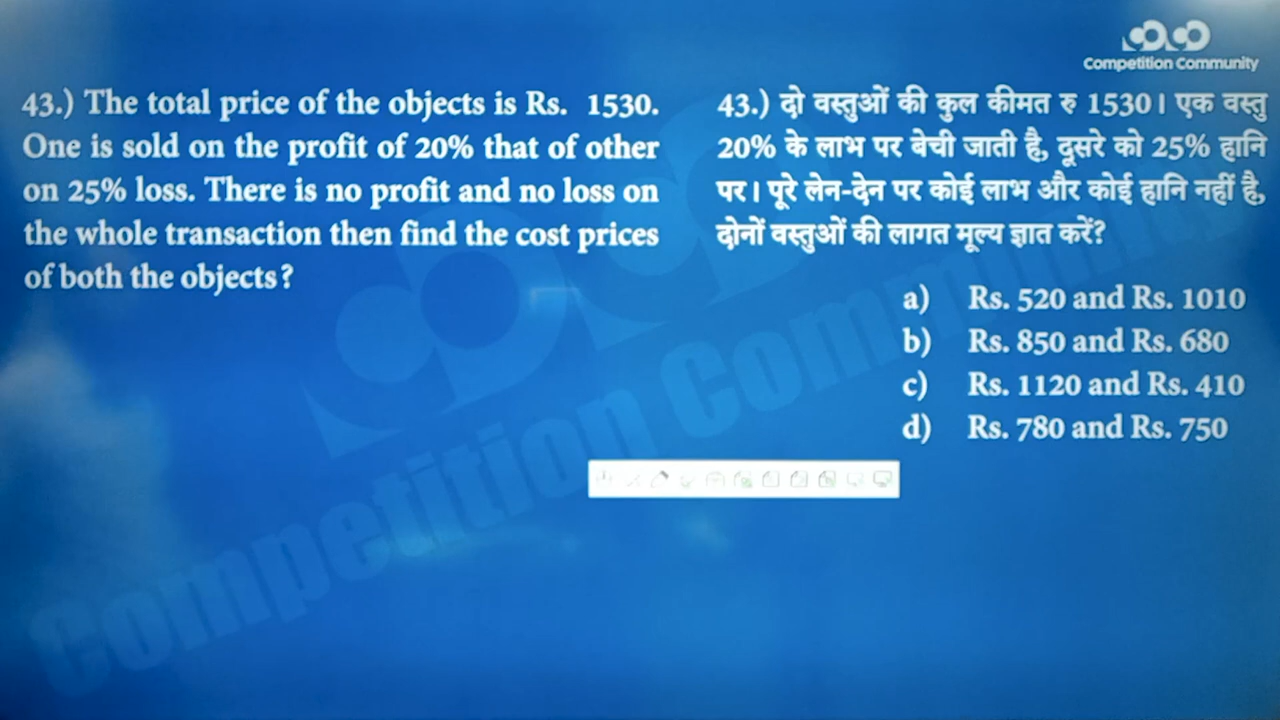 Competition Community
43.) The total price of the objects is Rs. 1530.
One is sold on the profit of 20% that of other
on 25% loss. There is no profit and no loss on
the whole transaction then find the cost prices
of both the objects?
43.) दो वस्तुओं की कुल कीमत रु 1530। एक वस्तु
20% के लाभ पर बेची जाती है, दूसरे को 25% हानि
पर। पूरे लेन-देन पर कोई लाभ और कोई हानि नहीं है,
दोनों वस्तुओं की लागत मूल्य ज्ञात करें?
a) Rs. 520 and Rs. 1010
b) Rs. 850 and Rs. 680
c) Rs. 1120 and Rs. 410
d) Rs. 780 and Rs. 750
Competition Community